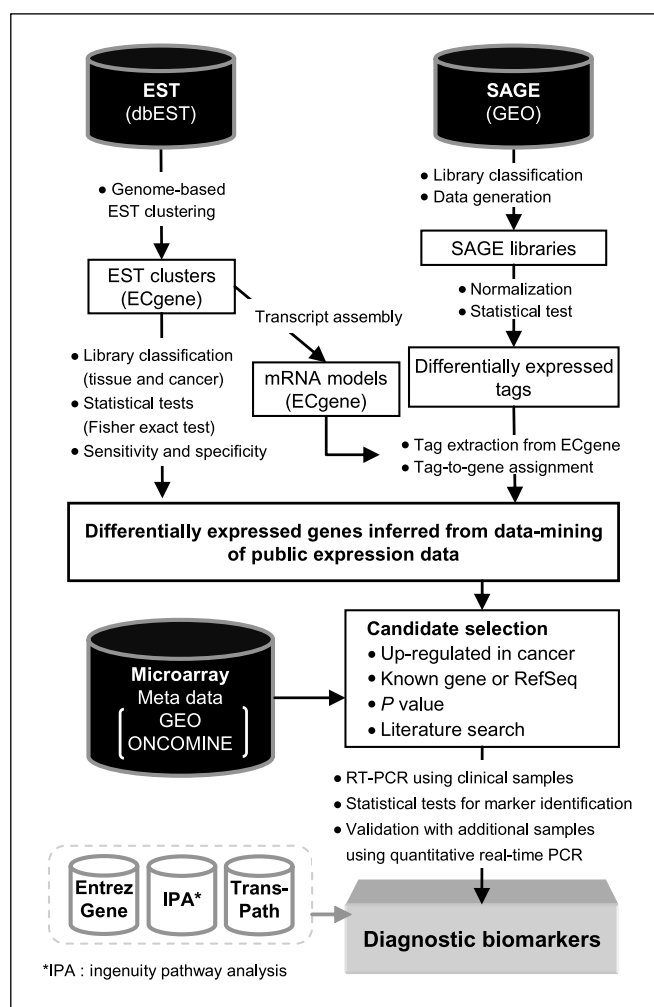 EST
(dbEST)
SAGE
(GEO)
● Genome-based
EST clustering
● Library classification
● Data generation
EST clusters
(ECgene)
SAGE libraries
● Normalization
● Statistical test
Transcript assembly
● Library classification
(tissue and cancer)
● Statistical tests
(Fisher exact test)
● Sensitivity and specificity
mRNA models
(ECgene)
Differentially expressed
tags
● Tag extraction from ECgene
● Tag-to-gene assignment
Differentially expressed genes inferred from data-mining
of public expression data
Microarray
Meta data
GEO
ONCOMINE
Candidate selection
● Up-regulated in cancer
● Known gene or RefSeq
● P value
● Literature search
● RT-PCR using clinical samples
● Statistical tests for marker identification
● Validation with additional samples
using quantitative real-time PCR
Entrez
Gene
IPA*
Trans-
Path
Diagnostic biomarkers
*IPA : ingenuity pathway analysis